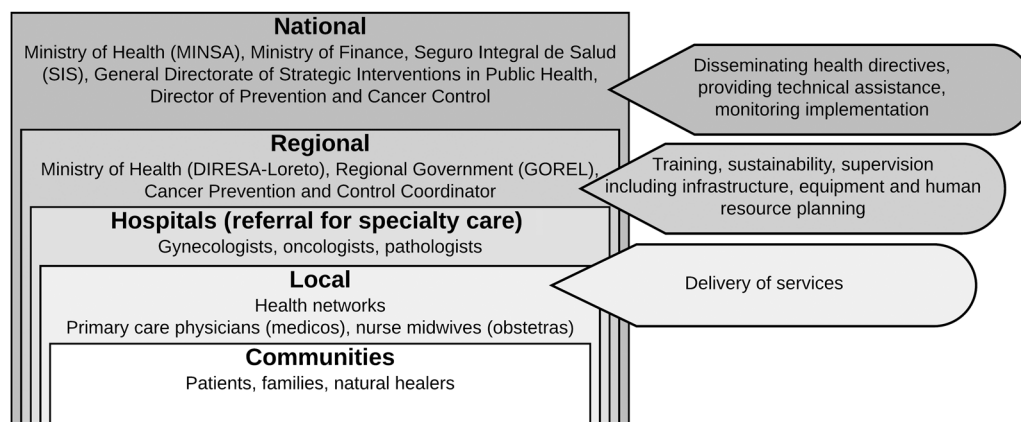 National
Ministry of Health (MINSA), Ministry of Finance, Seguro Integral de Salud
(SIS), General Directorate of Strategic Interventions in Public Health,
Director of Prevention and Cancer Control
Disseminating health directives,
providing technical assistance,
monitoring implementation
Regional
Ministry of Health (DIRESA-Loreto), Regional Government (GOREL),
Cancer Prevention and Control Coordinator
Training, sustainability, supervision
including infrastructure, equipment and human
resource planning
Hospitals (referral for specialty care)
Gynecologists, oncologists, pathologists
Local
Health networks
Primary care physicians (medicos), nurse midwives (obstetras)
Delivery of services
Communities
Patients, families, natural healers